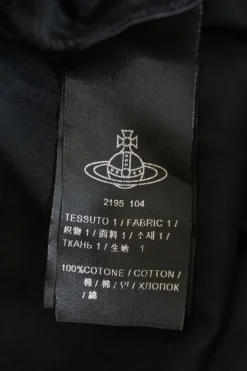 2195 104
TESSUTO 1 / FABRIC 1 /
织物 1 / 面料 1 / 수재 1 /
ТКАНЬ 1 / 生地 1
100%COTONE / COTTON /
棉 / 棉 / 면 / ХЛОПОК
/ 綿